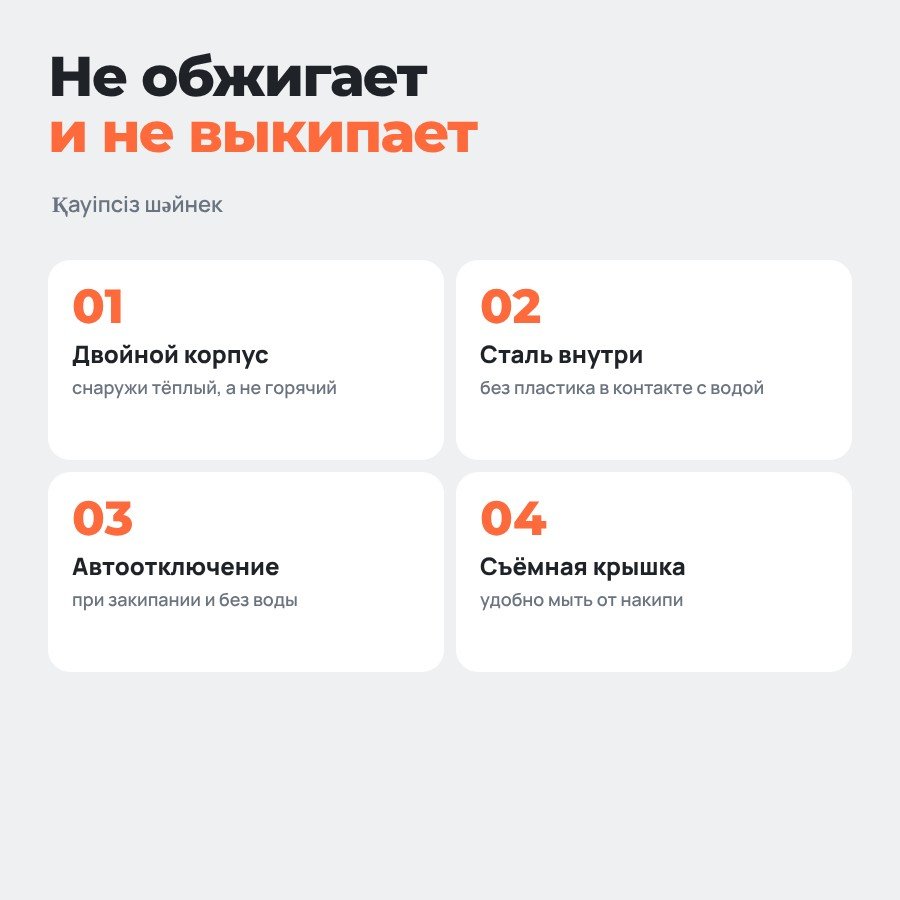 Не обжигает
и не выкипает
Қауіпсіз шәйнек
01
Двойной корпус
снаружи тёплый, а не горячий
02
Сталь внутри
без пластика в контакте с водой
03
Автоотключение
при закипании и без воды
04
Съёмная крышка
удобно мыть от накипи